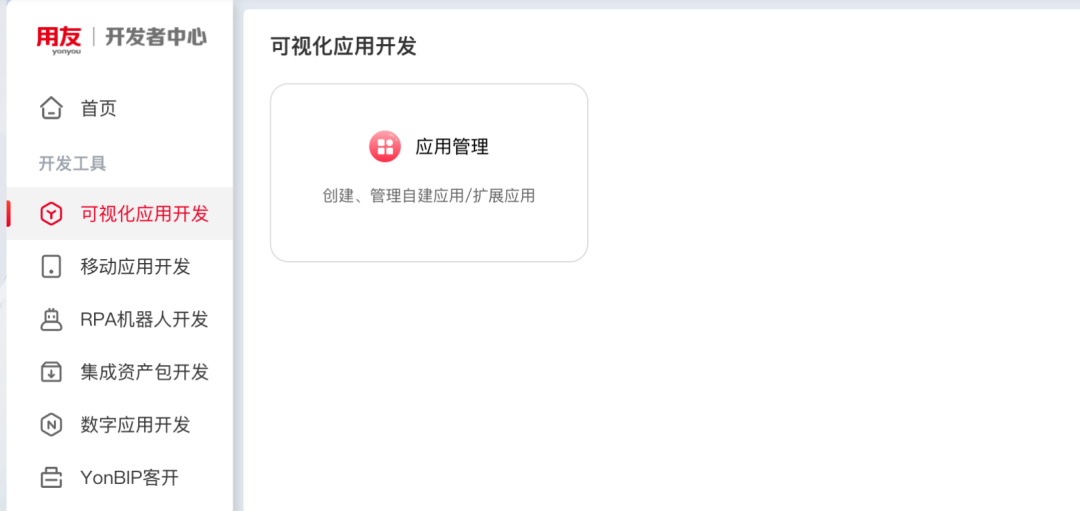 用友
yonyou
开发者中心
首页
开发工具
可视化应用开发
移动应用开发
RPA机器人开发
集成资产包开发
数字应用开发
YonBIP客开
可视化应用开发
应用管理
创建、管理自建应用/扩展应用